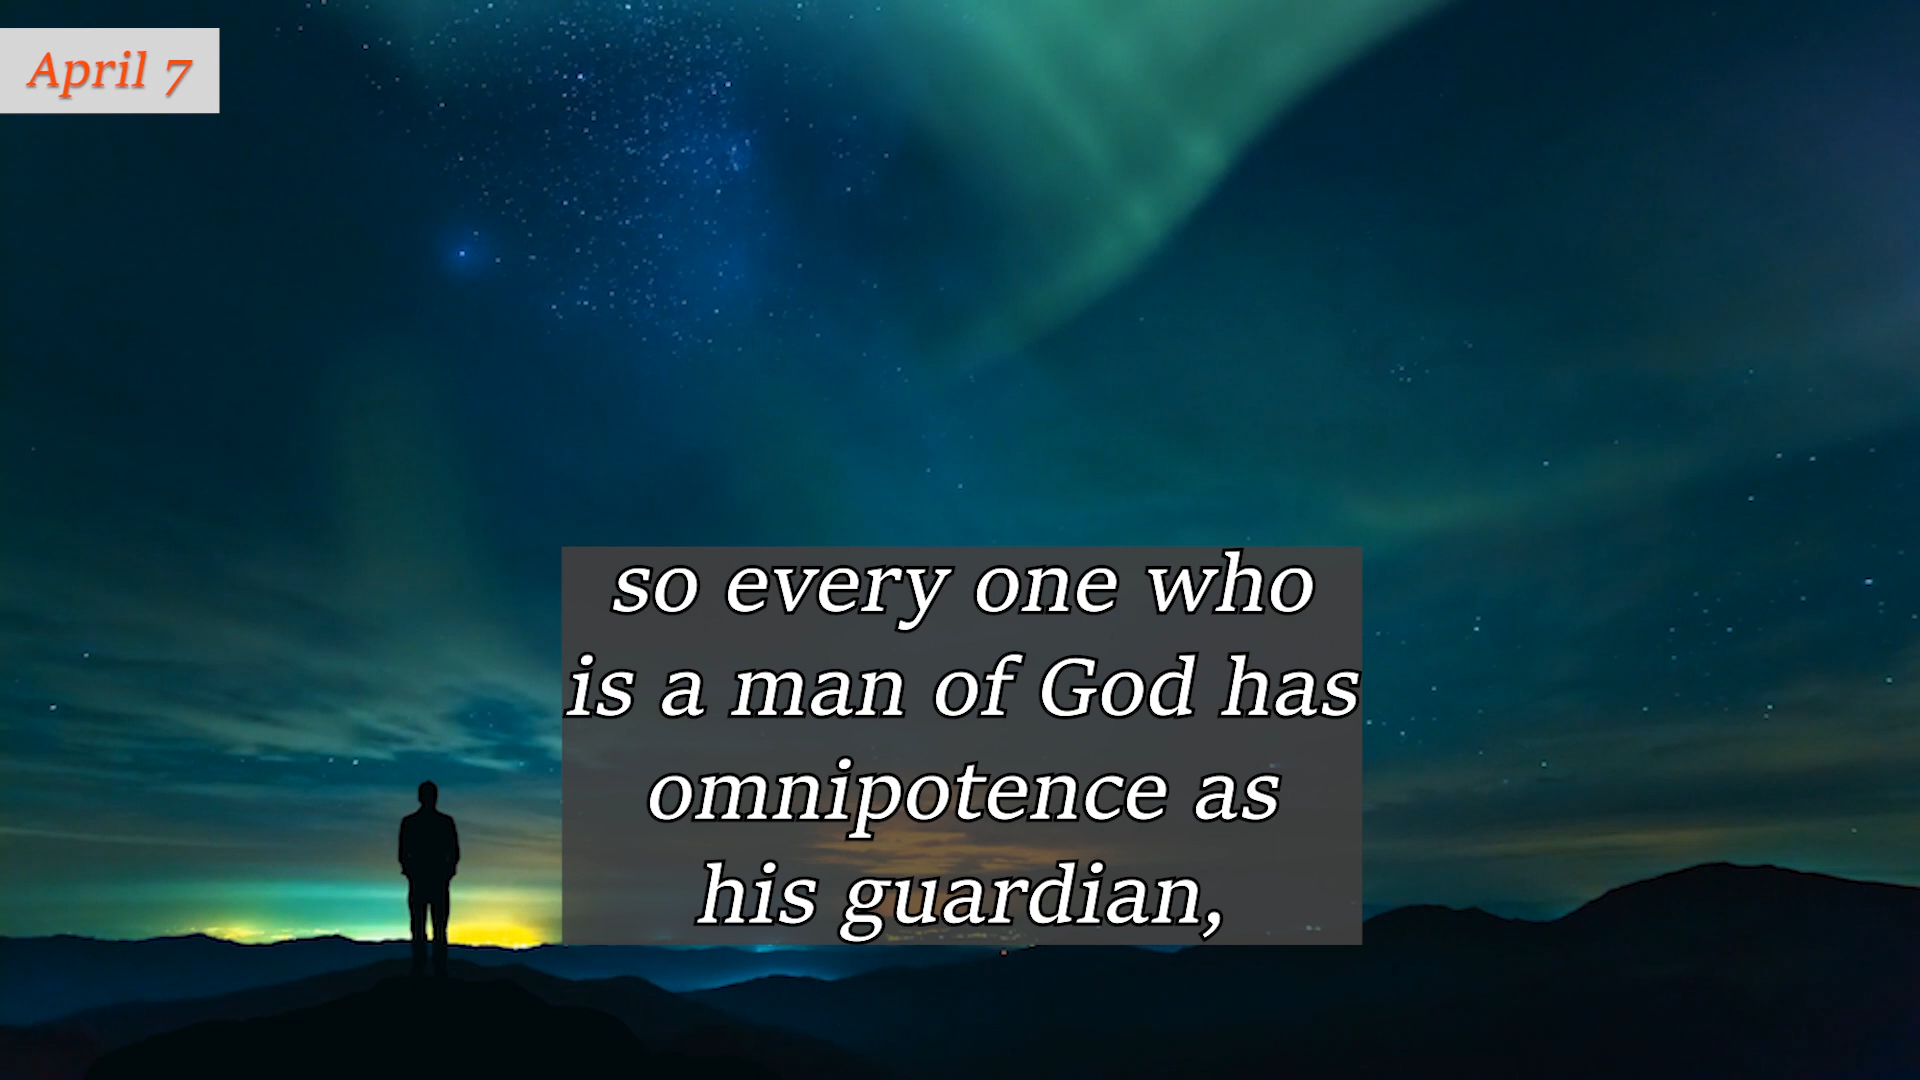 April 7
so every one who
is a man of God has
omnipotence as
his guardian,